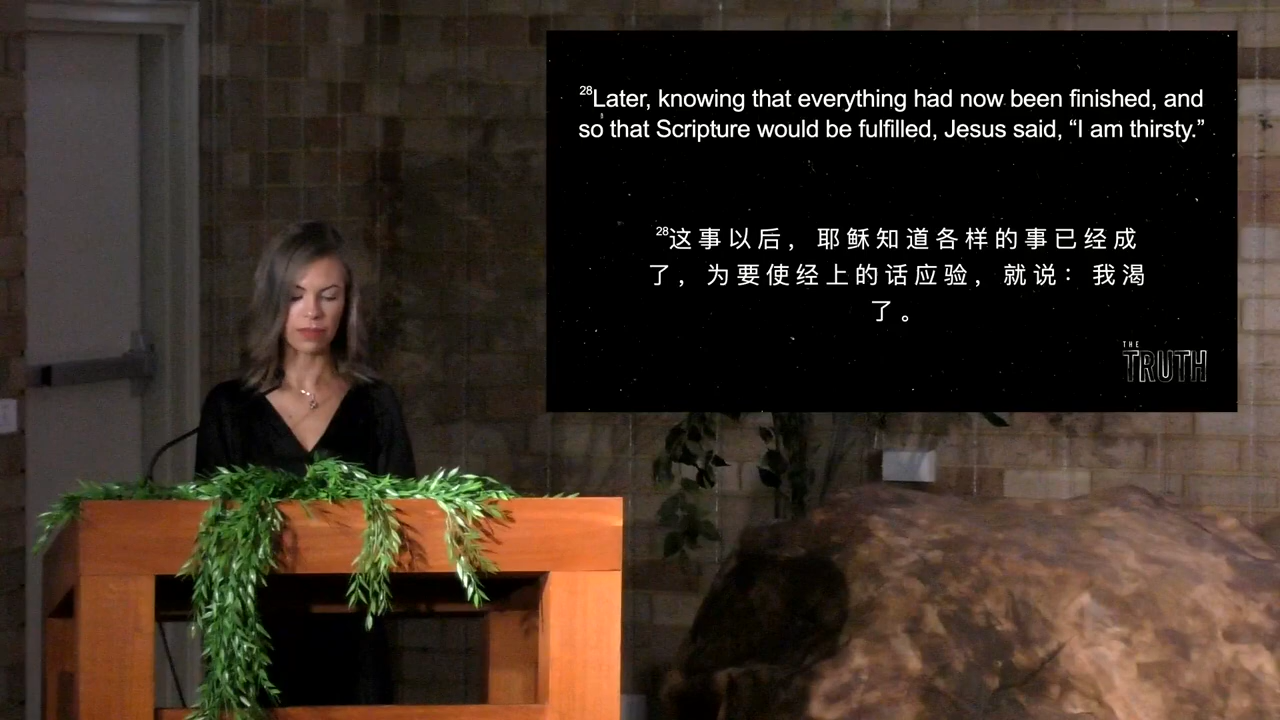 28Later, knowing that everything had now been finished, and
so that Scripture would be fulfilled, Jesus said, “I am thirsty.”
28这事以后，耶稣知道各样的事已经成
了，为要使经上的话应验，就说：我渴
了。
THE
TRUTH